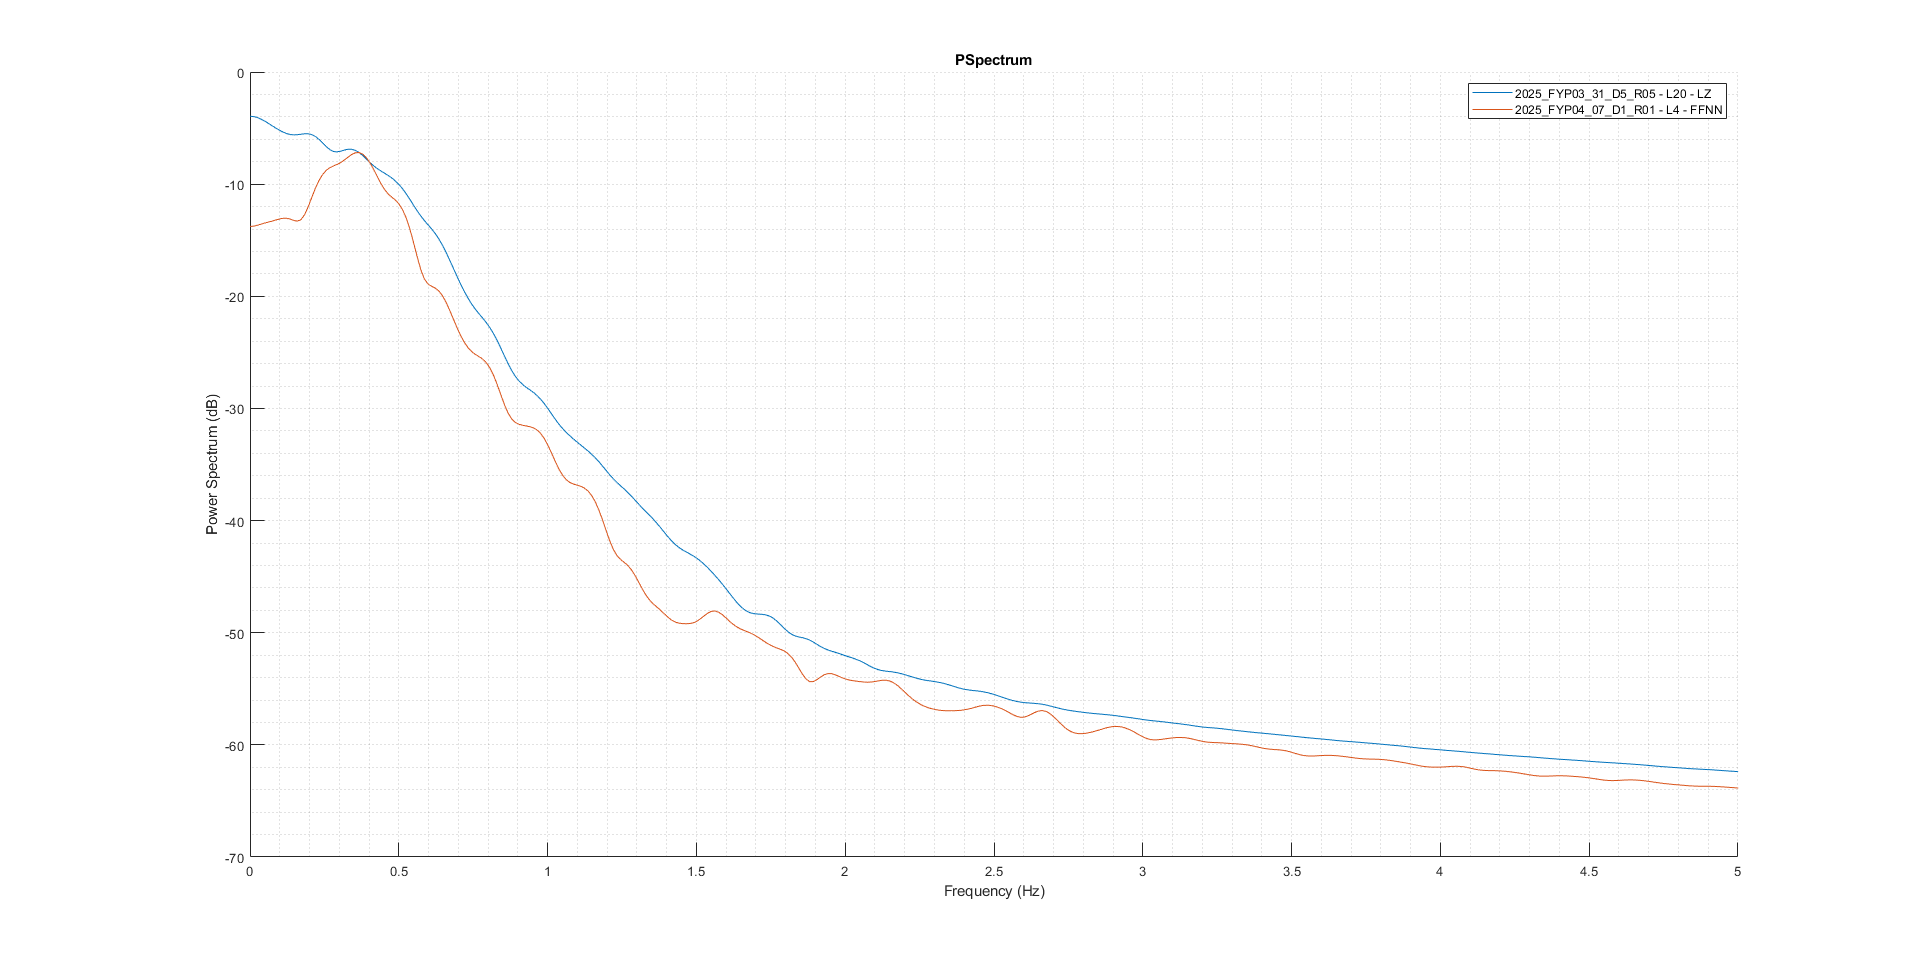 PSpectrum
0
-10
-20
-30
-40
-50
-60
-70
Power Spectrum (dB)
2025_FYP03_31_D5_R05 - L20 - LZ
2025_FYP04_07_D1_R01 - L4 - FFNN
0 0.5 1 1.5 2 2.5 3 3.5 4 4.5 5
Frequency (Hz)